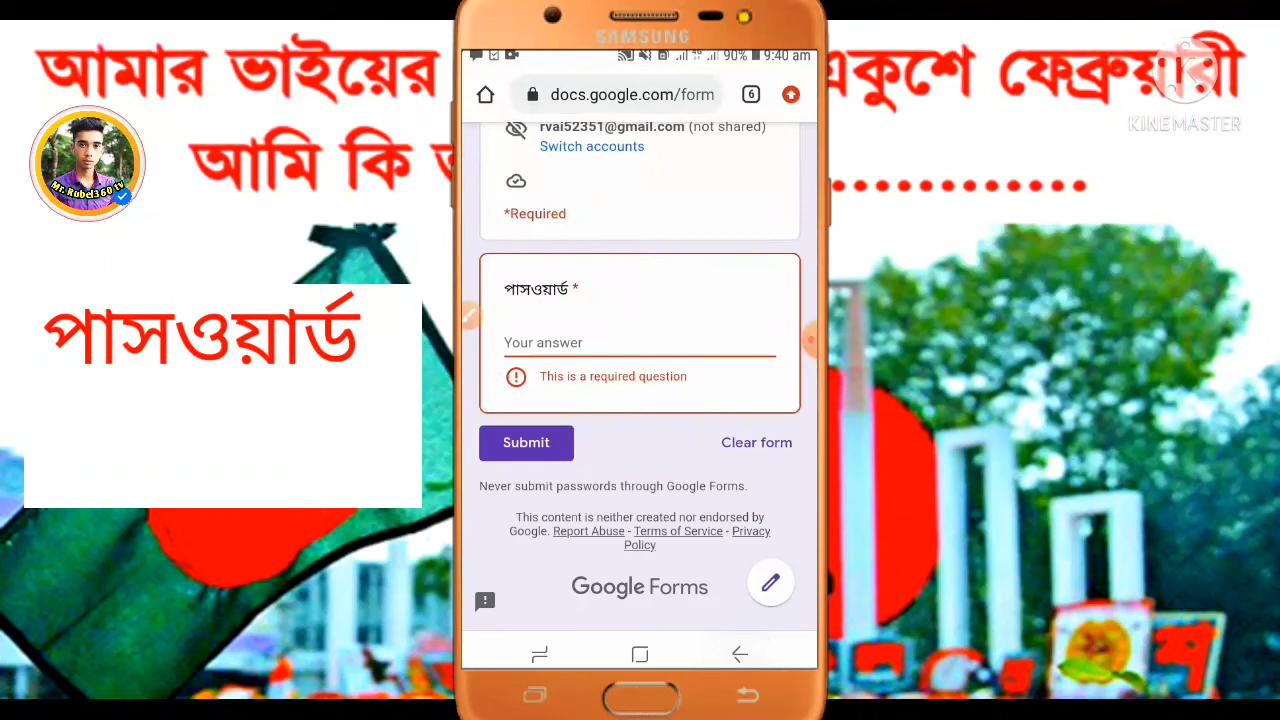 আমার ভাইয়ের
একুশে ফেব্রুয়ারী
আমি কি
KINEMASTER
Mr. Rubel360 tv
পাসওয়ার্ড
SAMSUNG
90% 9:40 am
docs.google.com/form
6
rvai52351@gmail.com (not shared)
Switch accounts
*Required
পাসওয়ার্ড *
Your answer
This is a required question
Submit
Clear form
Never submit passwords through Google Forms.
This content is neither created nor endorsed by
Google. Report Abuse - Terms of Service - Privacy
Policy
Google Forms